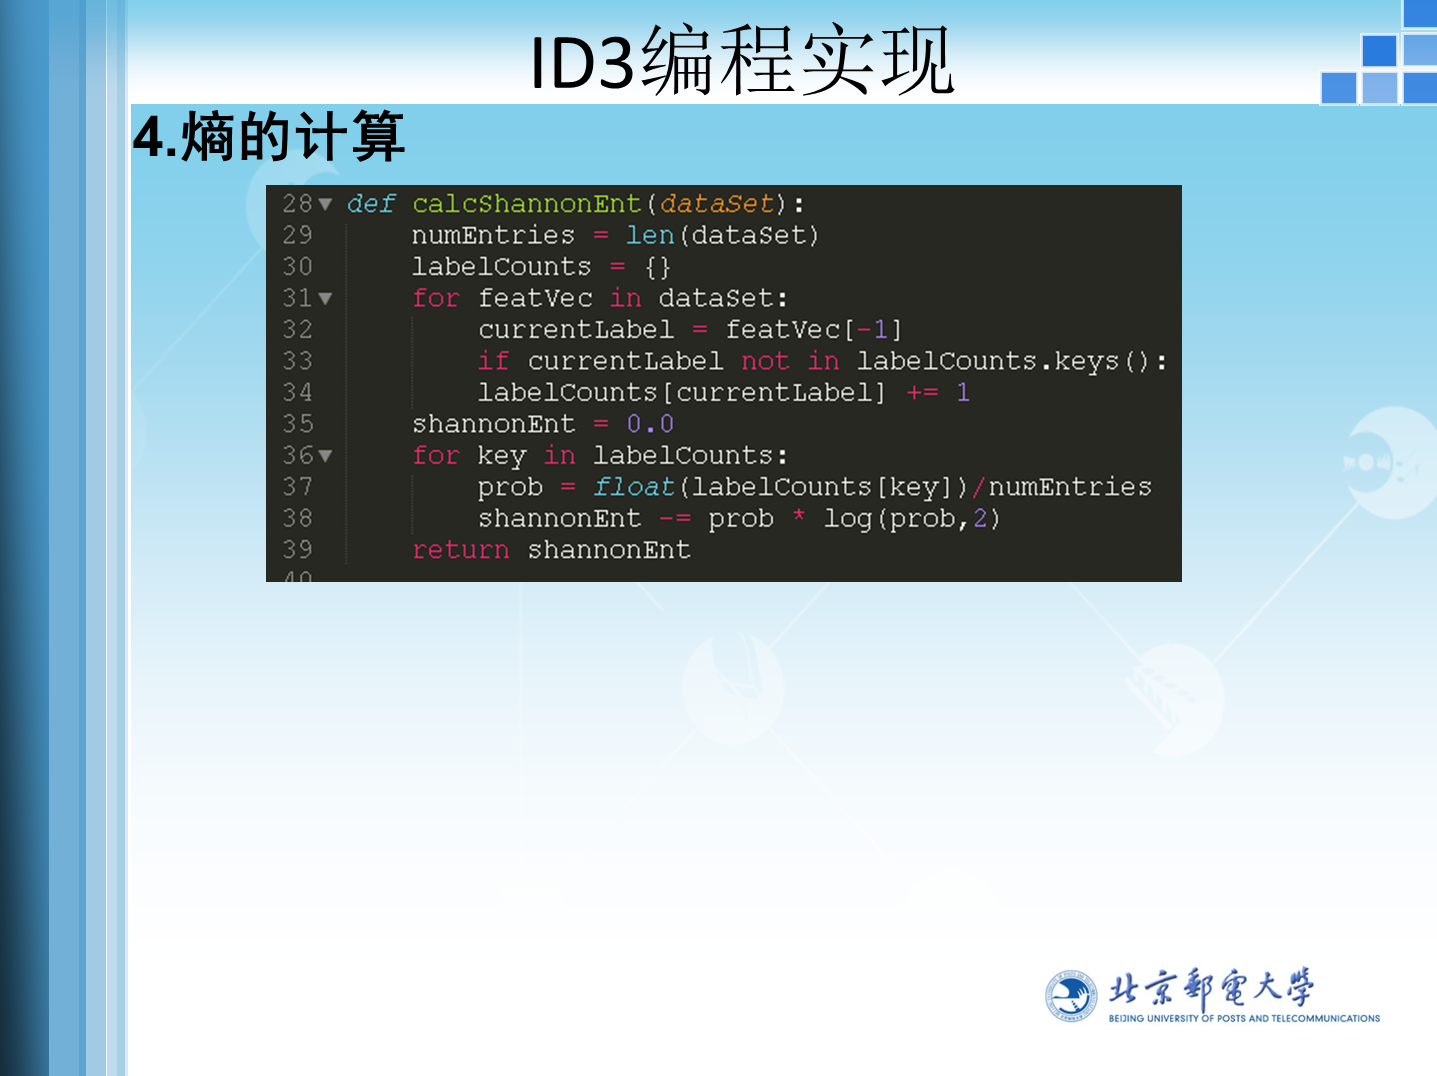 ID3编程实现
4.熵的计算
28▼ def calcShannonEnt(dataSet):
29 numEntries = len(dataSet)
30 labelCounts = {}
31▼ for featVec in dataSet:
32 currentLabel = featVec[-1]
33 if currentLabel not in labelCounts.keys():
34 labelCounts[currentLabel] += 1
35 shannonEnt = 0.0
36▼ for key in labelCounts:
37 prob = float(labelCounts[key])/numEntries
38 shannonEnt -= prob * log(prob,2)
39 return shannonEnt
40
北京郵電大學
BEIJING UNIVERSITY OF POSTS AND TELECOMMUNICATIONS